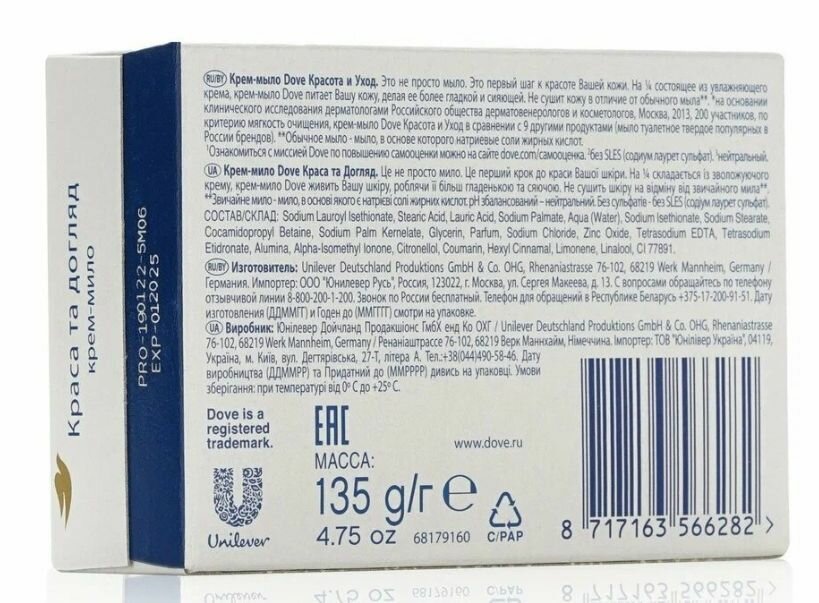 Краса та догляд
крем-мило
PRO-190122-SM06
EXP-012025
RU/BY Крем-мыло Dove Красота и Уход. Это не просто мыло. Это первый шаг к красоте Вашей кожи. На ¼ состоящее из увлажняющего
крема, крем-мыло Dove питает Вашу кожу, делая ее более гладкой и сияющей. Не сушит кожу в отличие от обычного мыла**. *на основании
клинического исследования дерматологами Российского общества дерматовенерологов и косметологов, Москва, 2013, 200 участников, по
критерию мягкость очищения, крем-мыло Dove Красота и Уход в сравнении с 9 другими продуктами (мыло туалетное твердое популярных в
России брендов). **Обычное мыло - мыло, в основе которого натриевые соли жирных кислот.
¹Ознакомиться с миссией Dove по повышению самооценки можно на сайте dove.com/самооценка. ²без SLES (содиум лаурет сульфат). ³нейтральный.
UA Крем-мило Dove Краса та Догляд. Це не просто мило. Це перший крок до краси Вашої шкіри. На ¼ складається із зволожуючого
крему, крем-мило Dove живить Вашу шкіру, роблячи її більш гладенькою та сяючою. Не сушить шкіру на відміну від звичайного мила**.
**Звичайне мило - мило, в основі якого є натрієві солі жирних кислот. pH збалансований – нейтральний. Без сульфатів - без SLES (содіум лаурет сульфат).
СОСТАВ/СКЛАД: Sodium Lauroyl Isethionate, Stearic Acid, Lauric Acid, Sodium Palmate, Aqua (Water), Sodium Isethionate, Sodium Stearate,
Cocamidopropyl Betaine, Sodium Palm Kernelate, Glycerin, Parfum, Sodium Chloride, Zinc Oxide, Tetrasodium EDTA, Tetrasodium
Etidronate, Alumina, Alpha-Isomethyl Ionone, Citronellol, Coumarin, Hexyl Cinnamal, Limonene, Linalool, CI 77891.
RU/BY Изготовитель: Unilever Deutschland Produktions GmbH & Co. OHG, Rhenaniastrasse 76-102, 68219 Werk Mannheim, Germany /
Германия. Импортер: ООО "Юнилевер Русь", Россия, 123022, г. Москва, ул. Сергея Макеева, д. 13. С вопросами обращайтесь по телефону
отзывчивой линии 8-800-200-1-200. Звонок по России бесплатный. Телефон для обращений в Республике Беларусь +375-17-200-91-51. Дату
изготовления (ДДММГГ) и Годен до (ММГГГГ) смотри на упаковке.
UA Виробник: Юнілевер Дойчланд Продакшіонс ГмбХ енд Ко ОХГ / Unilever Deutschland Produktions GmbH & Co. OHG, Rhenaniastrasse
76-102, 68219 Werk Mannheim, Germany / Ренаніаштрассе 76-102, 68219 Верк Маннхайм, Німеччина. Імпортер: ТОВ "Юнілівер Україна", 04119,
Україна, м. Київ, вул. Дегтярівська, 27-Т, літера А. Тел.:+38(044)490-58-46. Дату
виробництва (ДДММРР) та Придатний до (ММРРРР) дивись на упаковці. Умови
зберігання: при температурі від 0° С до +25° С.
Dove is a
registered
trademark.
EAC
www.dove.ru
МАССА:
135 g/г e
4.75 OZ 68179160
C/PAP
Unilever
8 717163 566282 >